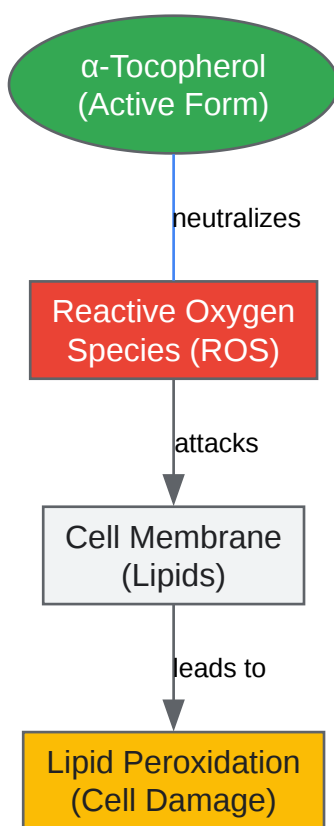 α-Tocopherol
(Active Form)
neutralizes
Reactive Oxygen
Species (ROS)
attacks
Cell Membrane
(Lipids)
leads to
Lipid Peroxidation
(Cell Damage)